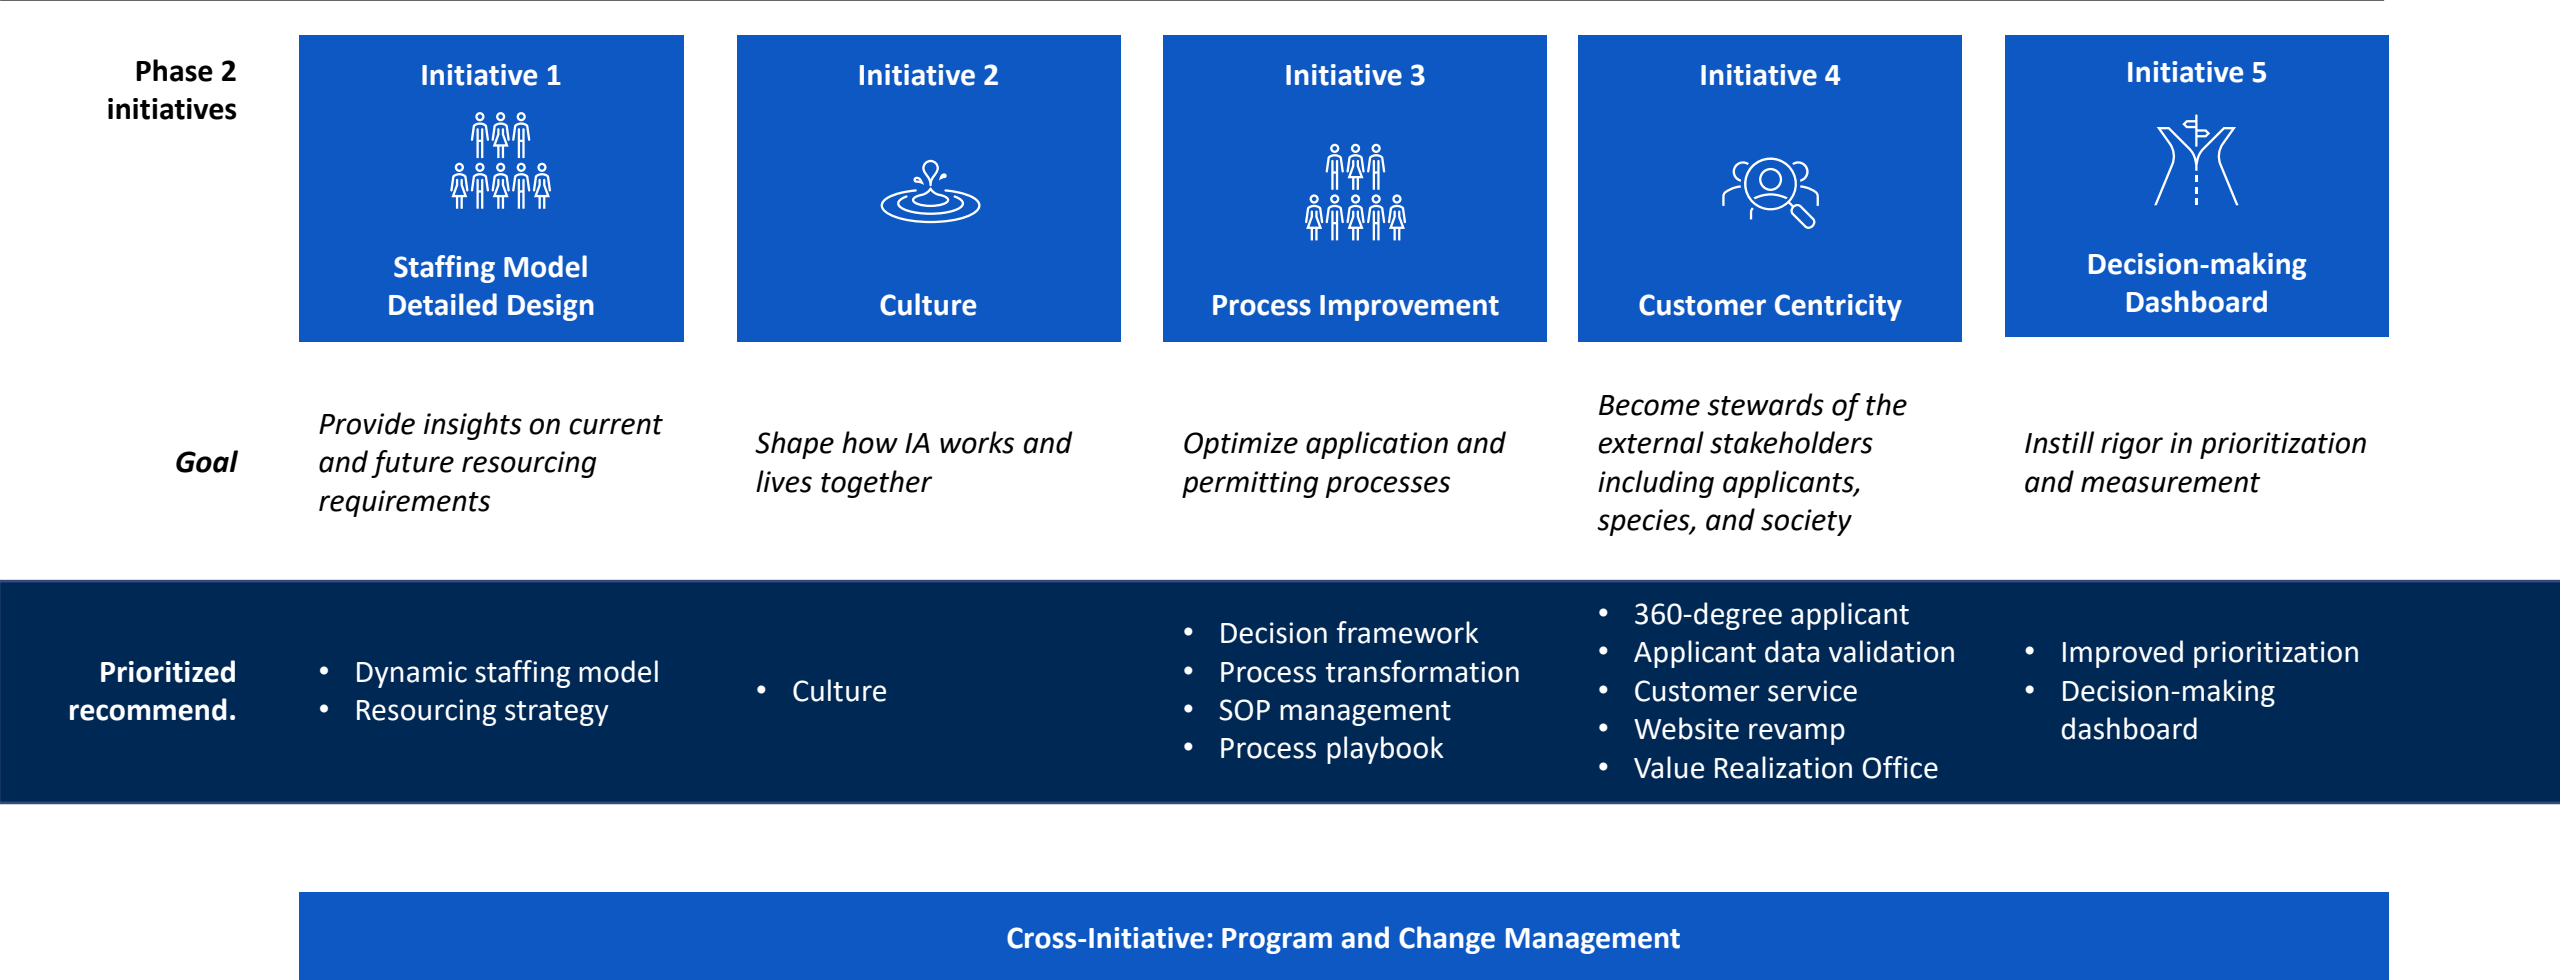 Phase 2
initiatives
Initiative 1
Staffing Model
Detailed Design
Initiative 2
Culture
Initiative 3
Process Improvement
Initiative 4
Customer Centricity
Initiative 5
Decision-making
Dashboard
Goal
Provide insights on current
and future resourcing
requirements
Shape how IA works and
lives together
Optimize application and
permitting processes
Become stewards of the
external stakeholders
including applicants,
species, and society
Instill rigor in prioritization
and measurement
Prioritized
recommend.
• Dynamic staffing model
• Resourcing strategy
• Culture
• Decision framework
• Process transformation
• SOP management
• Process playbook
• 360-degree applicant
• Applicant data validation
• Customer service
• Website revamp
• Value Realization Office
• Improved prioritization
• Decision-making
dashboard
Cross-Initiative: Program and Change Management